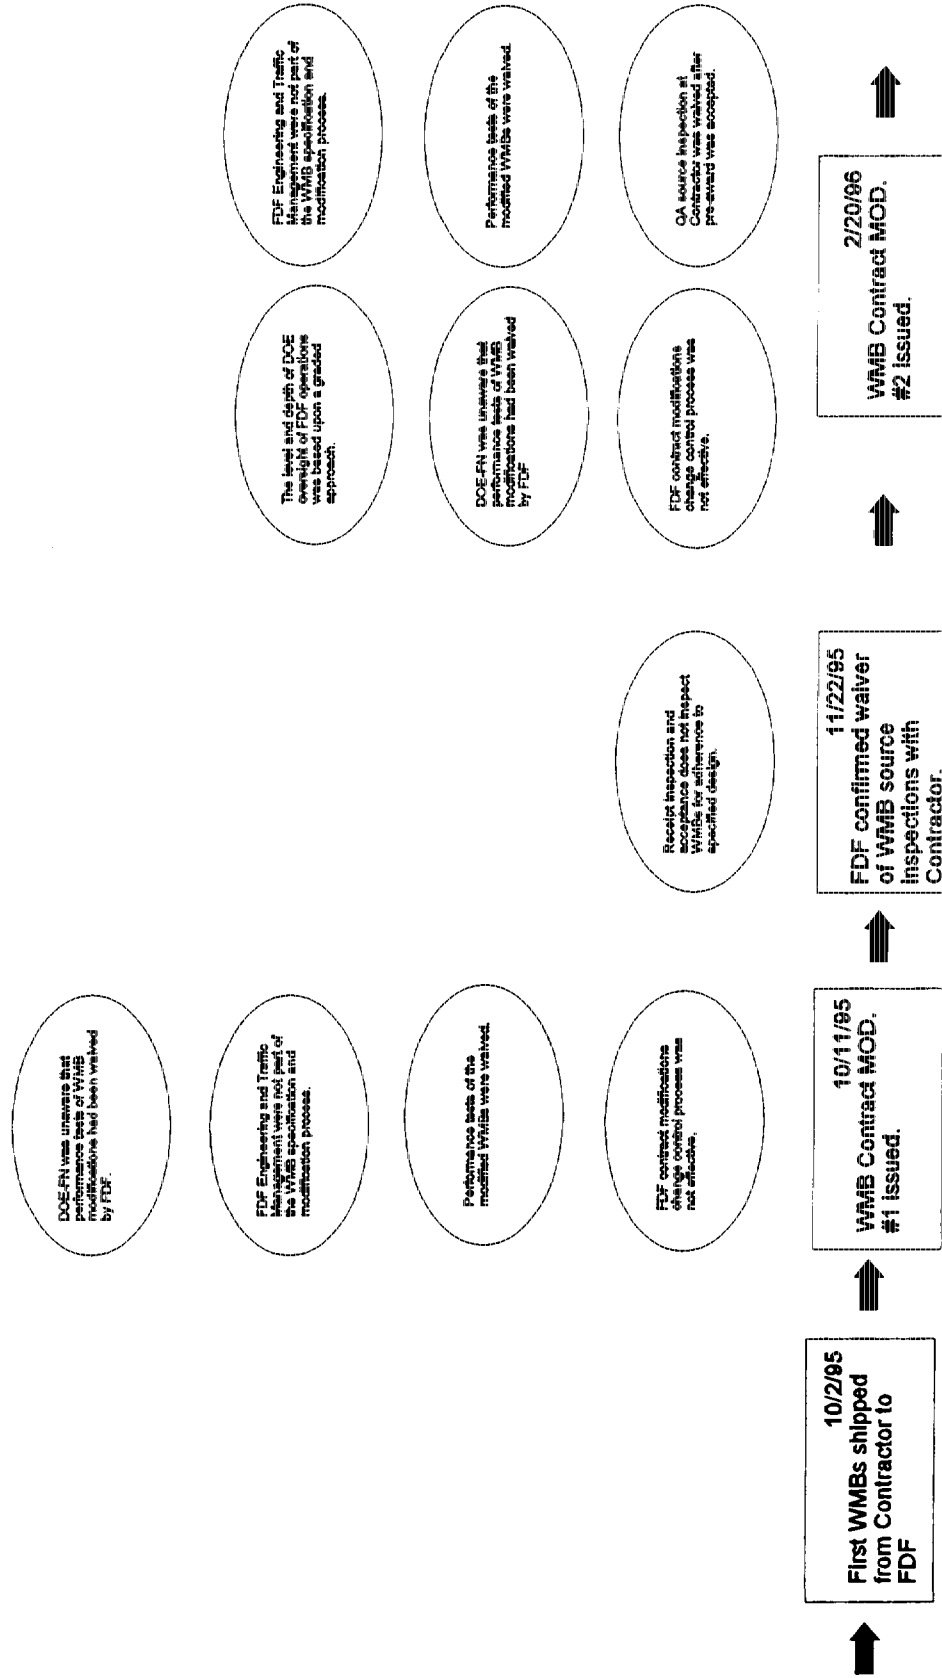 DOE-FN was unaware that
performance tests of WMB
modifications had been waived
by FDF.
FDF Engineering and Traffic
Management were not part of
the WMB specification and
modification process.
Performance tests of the
modified WMBs were waived.
FDF contract modifications
change control process was
not effective.
Receipt inspection and
acceptance does not inspect
WMBs for adherence to
specified design.
The level and depth of DOE
oversight of FDF operations
was based upon a graded
approach.
DOE-FN was unaware that
performance tests of WMB
modifications had been waived
by FDF
FDF contract modifications
change control process was
not effective.
FDF Engineering and Traffic
Management were not part of
the WMB specification and
modification process.
Performance tests of the
modified WMBs were waived.
QA source inspection at
Contractor was waived after
pre-award was accepted.
10/2/95
First WMBs shipped
from Contractor to
FDF
10/11/95
WMB Contract MOD.
#1 issued.
11/22/95
FDF confirmed waiver
of WMB source
inspections with
Contractor.
2/20/96
WMB Contract MOD.
#2 issued.